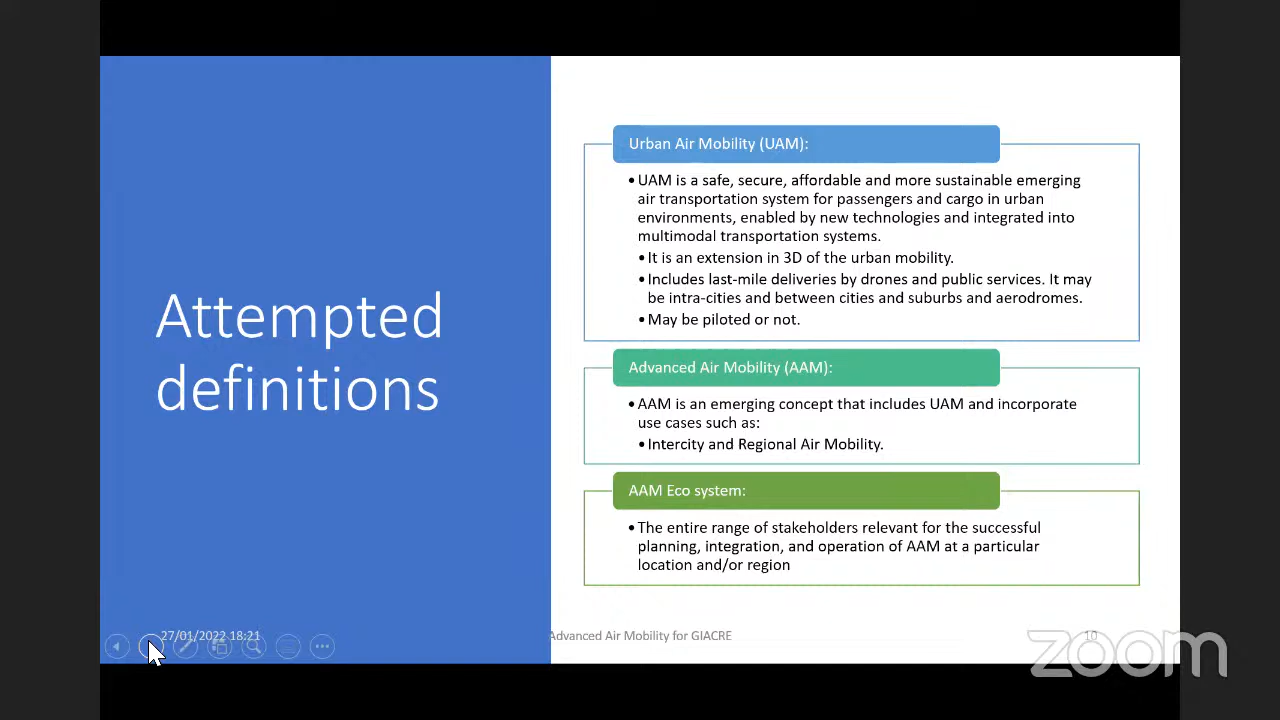 Attempted
definitions
Urban Air Mobility (UAM):
•UAM is a safe, secure, affordable and more sustainable emerging
air transportation system for passengers and cargo in urban
environments, enabled by new technologies and integrated into
multimodal transportation systems.
•It is an extension in 3D of the urban mobility.
•Includes last-mile deliveries by drones and public services. It may
be intra-cities and between cities and suburbs and aerodromes.
•May be piloted or not.
Advanced Air Mobility (AAM):
•AAM is an emerging concept that includes UAM and incorporate
use cases such as:
•Intercity and Regional Air Mobility.
AAM Eco system:
•The entire range of stakeholders relevant for the successful
planning, integration, and operation of AAM at a particular
location and/or region
27/01/2022 18:21
Advanced Air Mobility for GIACRE
10
zoom